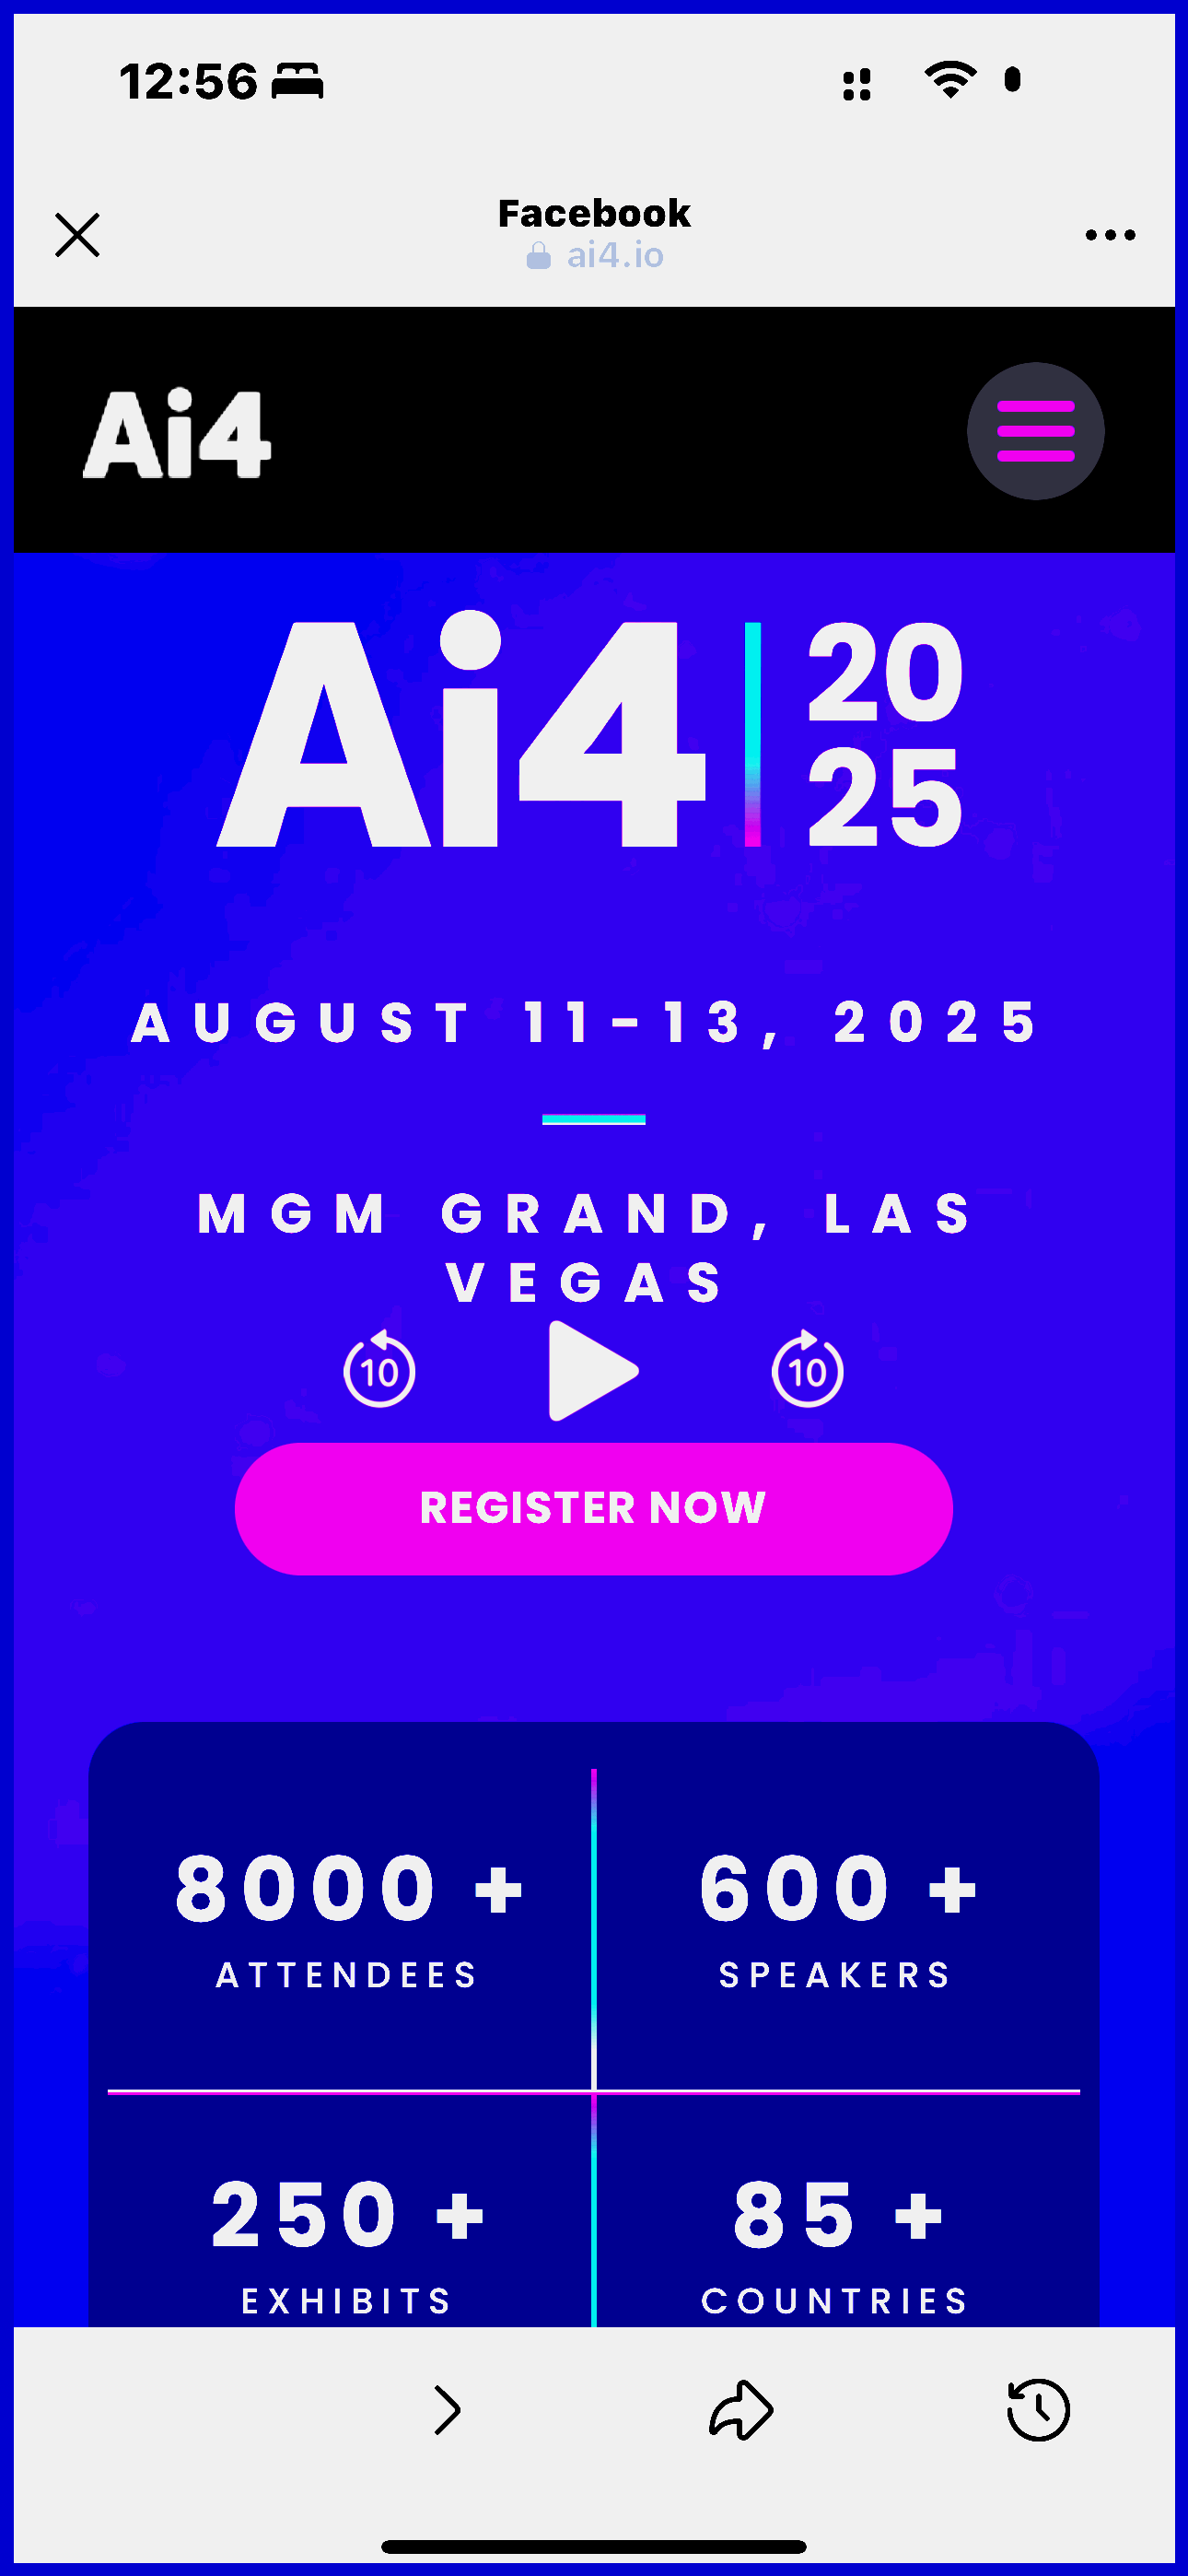 12:56
Facebook
ai4.io
Ai4
Ai4 20
25
AUGUST 11-13, 2025
MGM GRAND, LAS
VEGAS
10 10
REGISTER NOW
8000 + 600 +
ATTENDEES SPEAKERS
250 + 85 +
EXHIBITS COUNTRIES